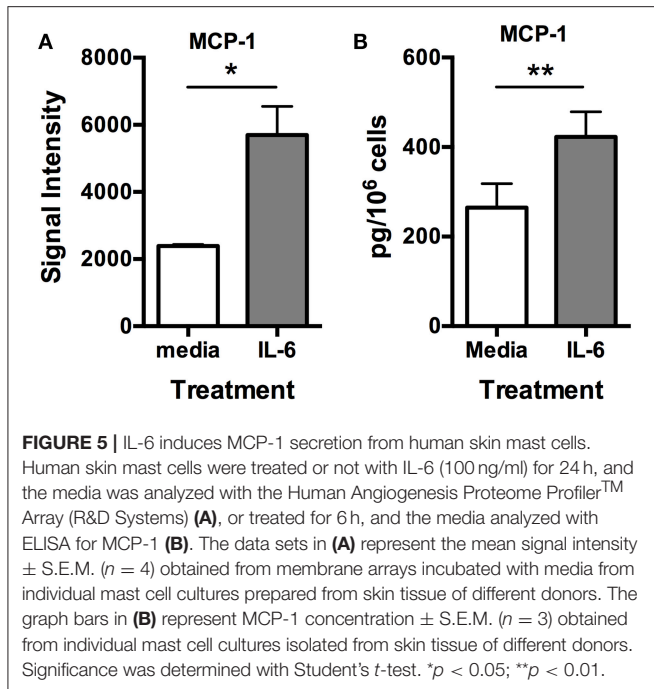 A
MCP-1
*
8000
6000
4000
2000
0
Signal Intensity
media IL-6
Treatment
B
MCP-1
**
600
400
200
0
pg/10⁶ cells
Media IL-6
Treatment
FIGURE 5 | IL-6 induces MCP-1 secretion from human skin mast cells.
Human skin mast cells were treated or not with IL-6 (100 ng/ml) for 24 h, and
the media was analyzed with the Human Angiogenesis Proteome Profiler™
Array (R&D Systems) (A), or treated for 6 h, and the media analyzed with
ELISA for MCP-1 (B). The data sets in (A) represent the mean signal intensity
± S.E.M. (n = 4) obtained from membrane arrays incubated with media from
individual mast cell cultures prepared from skin tissue of different donors. The
graph bars in (B) represent MCP-1 concentration ± S.E.M. (n = 3) obtained
from individual mast cell cultures isolated from skin tissue of different donors.
Significance was determined with Student's t-test. *p < 0.05; **p < 0.01.